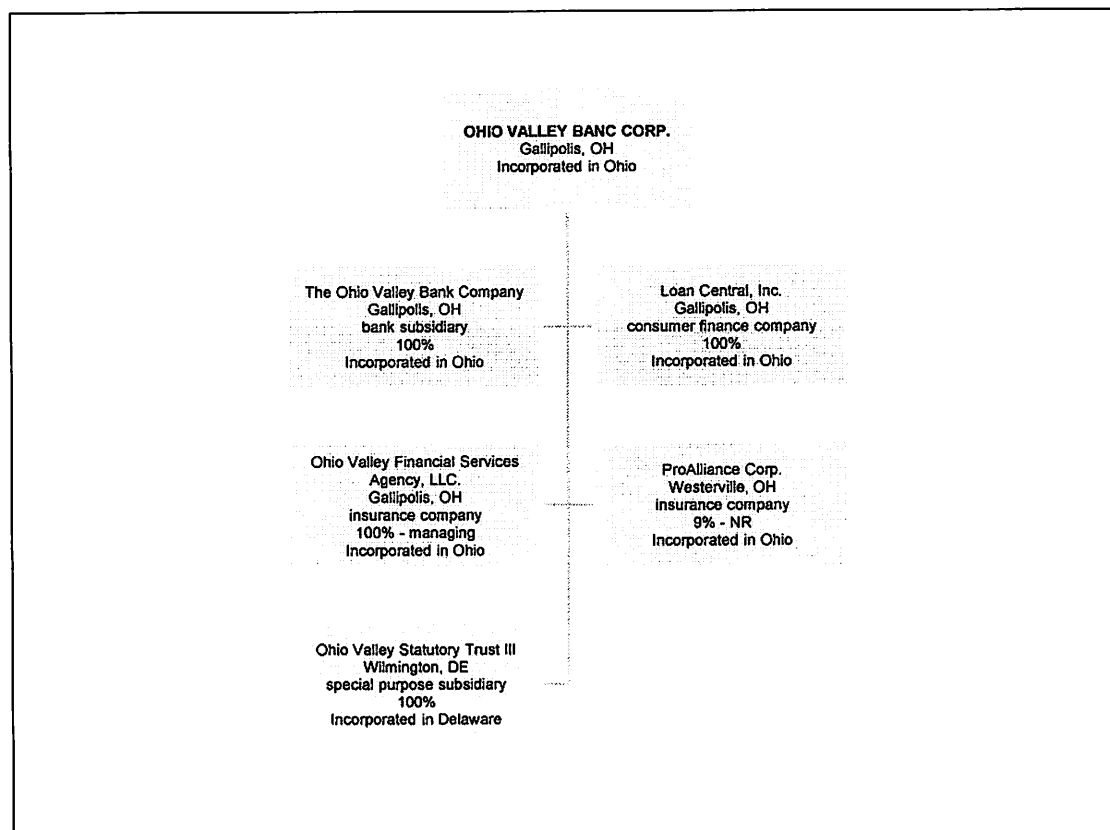 OHIO VALLEY BANC CORP.
Gallipolis, OH
Incorporated in Ohio
The Ohio Valley Bank Company
Gallipolis, OH
bank subsidiary
100%
Incorporated in Ohio
Loan Central, Inc.
Gallipolis, OH
consumer finance company
100%
Incorporated in Ohio
Ohio Valley Financial Services
Agency, LLC.
Gallipolis, OH
insurance company
100% - managing
Incorporated in Ohio
ProAlliance Corp.
Westerville, OH
insurance company
9% - NR
Incorporated in Ohio
Ohio Valley Statutory Trust III
Wilmington, DE
special purpose subsidiary
100%
Incorporated in Delaware